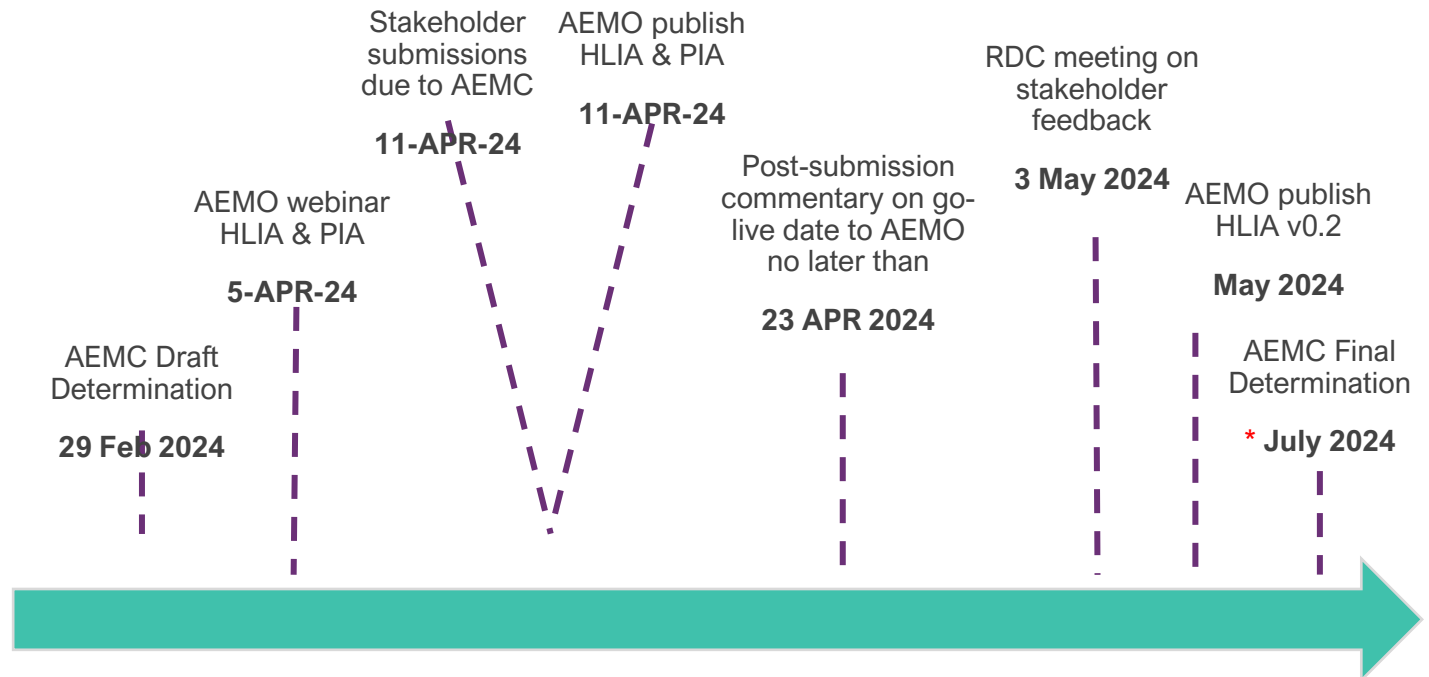 AEMC Draft
Determination
29 Feb 2024
AEMO webinar
HLIA & PIA
5-APR-24
Stakeholder
submissions
due to AEMC
11-APR-24
AEMO publish
HLIA & PIA
11-APR-24
Post-submission
commentary on go-
live date to AEMO
no later than
23 APR 2024
RDC meeting on
stakeholder
feedback
3 May 2024
AEMO publish
HLIA v0.2
May 2024
AEMC Final
Determination
* July 2024